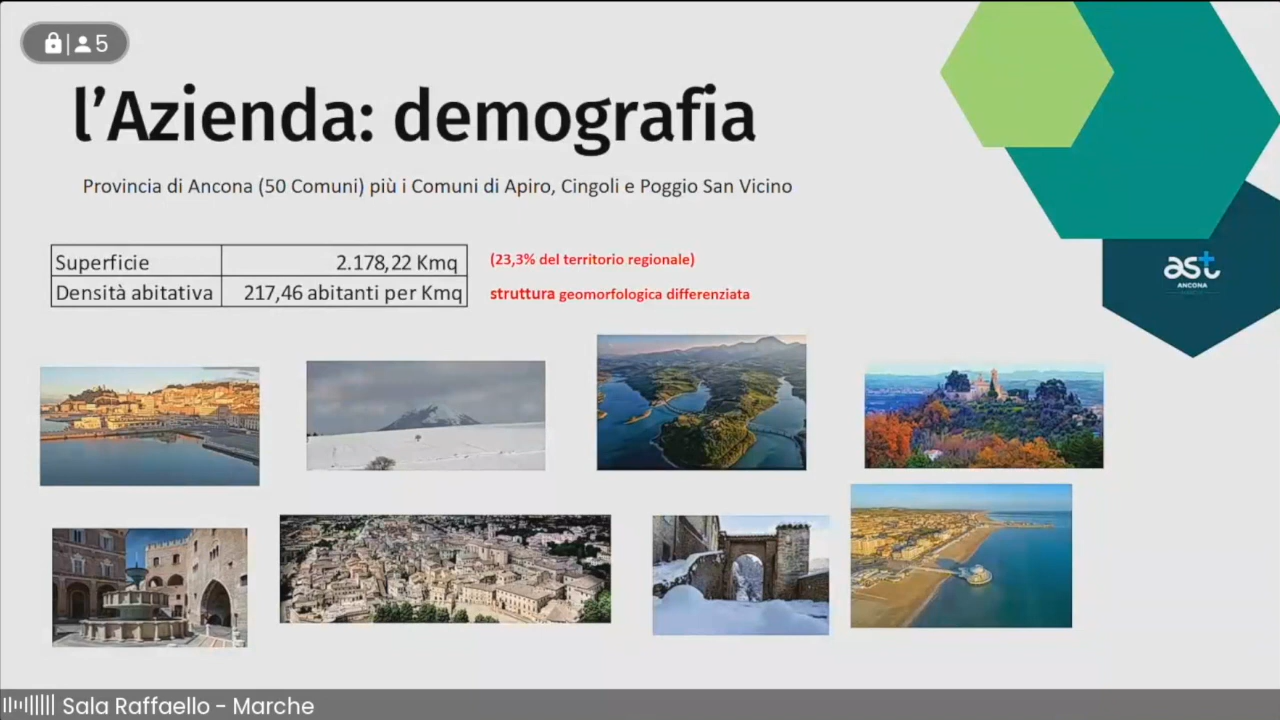 5
l’Azienda: demografia
Provincia di Ancona (50 Comuni) più i Comuni di Apiro, Cingoli e Poggio San Vicino
Superficie 2.178,22 Kmq (23,3% del territorio regionale)
Densità abitativa 217,46 abitanti per Kmq struttura geomorfologica differenziata
ast
ANCONA
Sala Raffaello - Marche